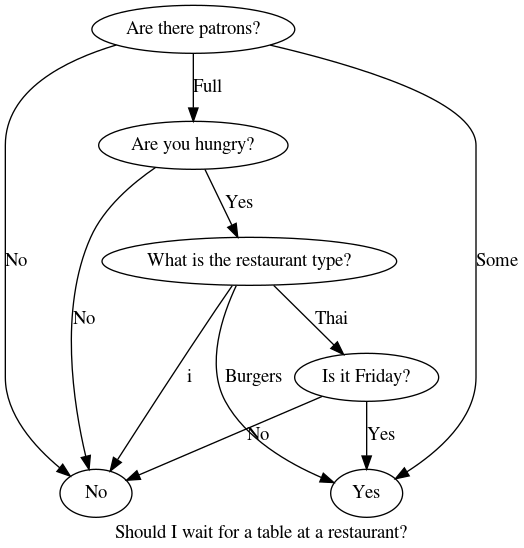 Are there patrons?
Full
Are you hungry?
Yes
What is the restaurant type?
No
Some
No
i
Burgers
Thai
Is it Friday?
No
Yes
No
Yes
Should I wait for a table at a restaurant?